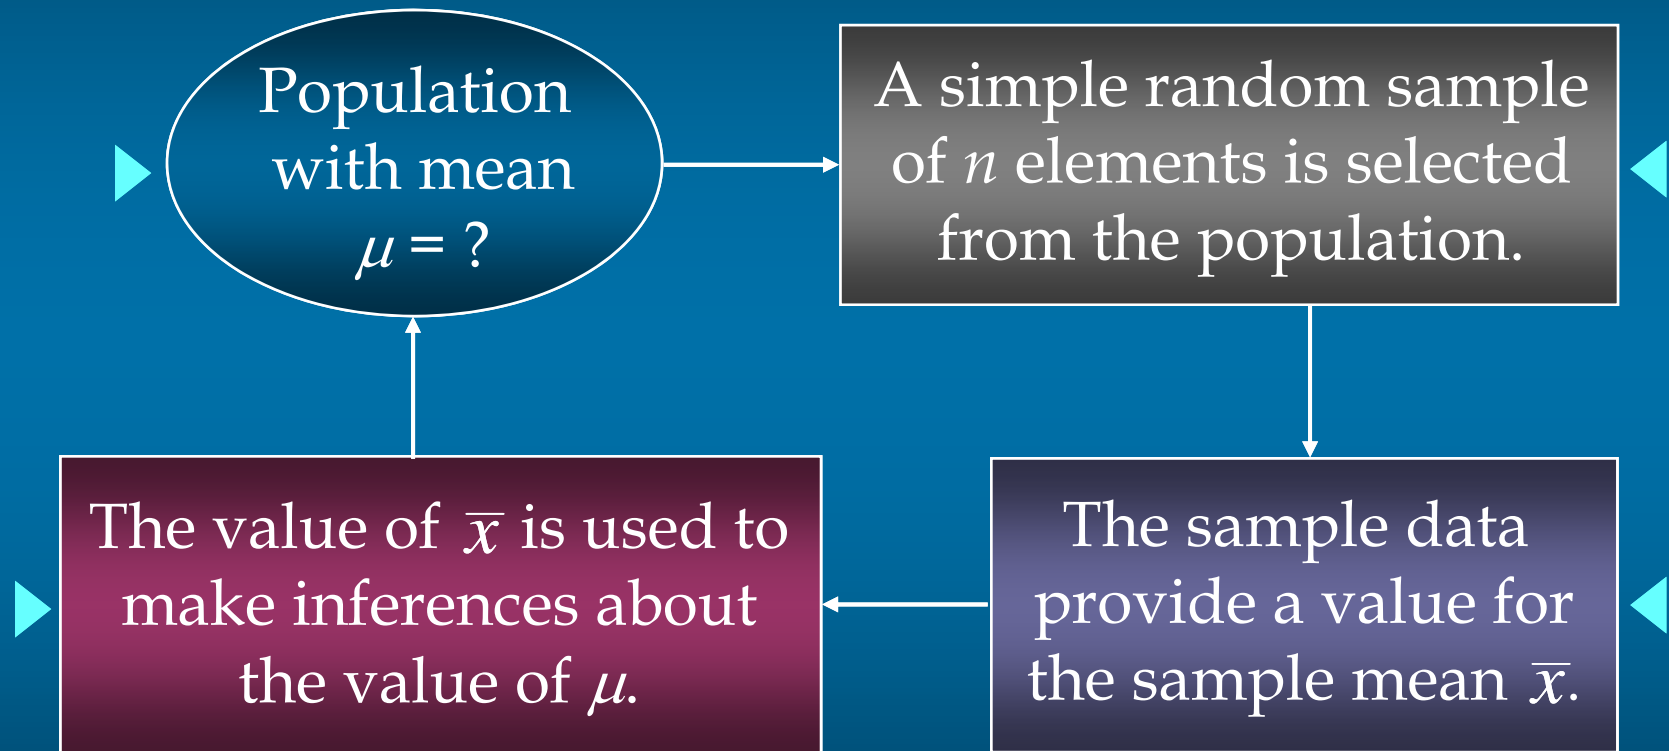 Population
with mean
μ = ?
A simple random sample
of n elements is selected
from the population.
The sample data
provide a value for
the sample mean x̅.
The value of x̅ is used to
make inferences about
the value of μ.